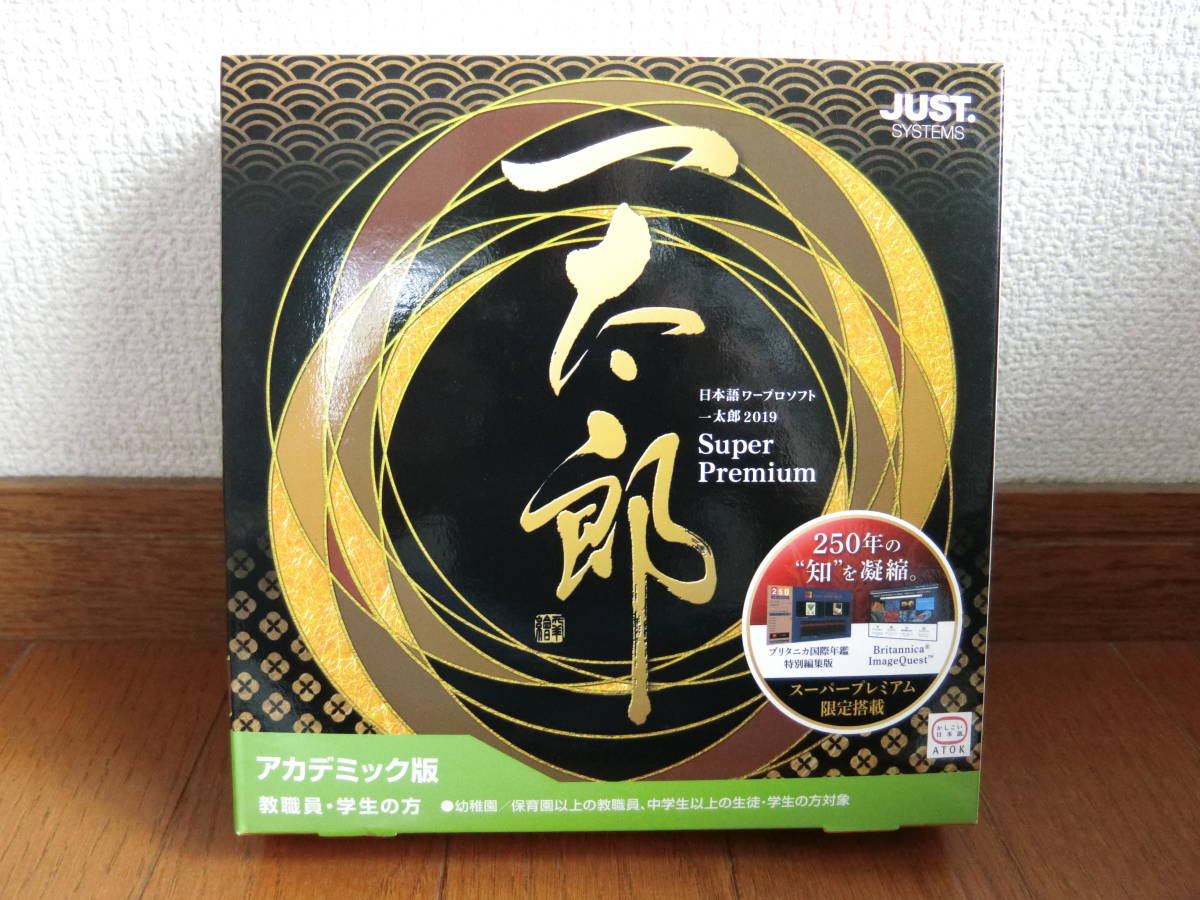 JUST.
SYSTEMS
一太郎
日本語ワープロソフト
一太郎2019
Super
Premium
250年の
“知”を凝縮。
250
ブリタニカ国際年鑑
特別編集版
Britannica®
ImageQuest™
スーパープレミアム
限定搭載
かしこい
日本語
ATOK
アカデミック版
教職員・学生の方 ●幼稚園／保育園以上の教職員、中学生以上の生徒・学生の方対象